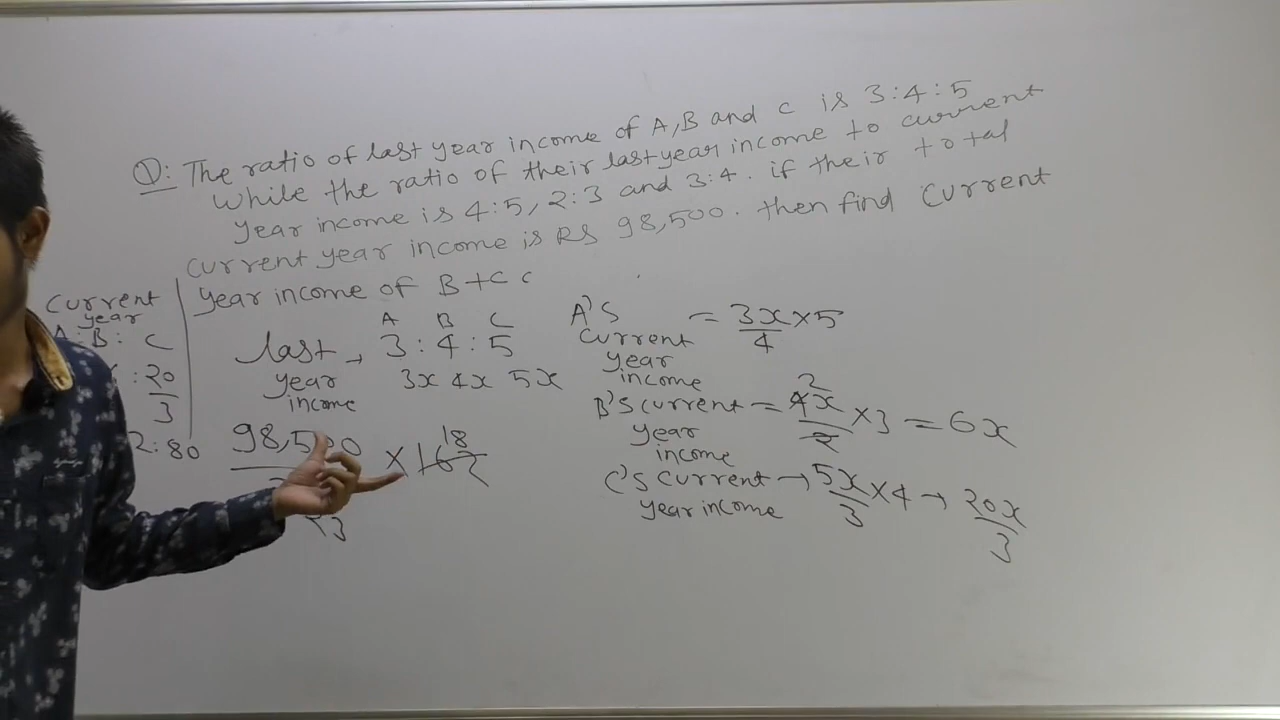 Q: The ratio of last year income of A,B and C is 3:4:5
while the ratio of their last year income to current
year income is 4:5, 2:3 and 3:4. if their total
current year income is RS 98,500. then find current
year income of B+C
Current
year
A: B: C
: 20
3
2:80
A B C
last → 3:4:5
year 3x 4x 5x
income
98,500 × 162
18
23
A'S = 3x × 5
current 4
year
income
2
B'S current = 4x × 3 = 6x
year 2
income
C'S current → 5x × 4 → 20x
year income 3 3